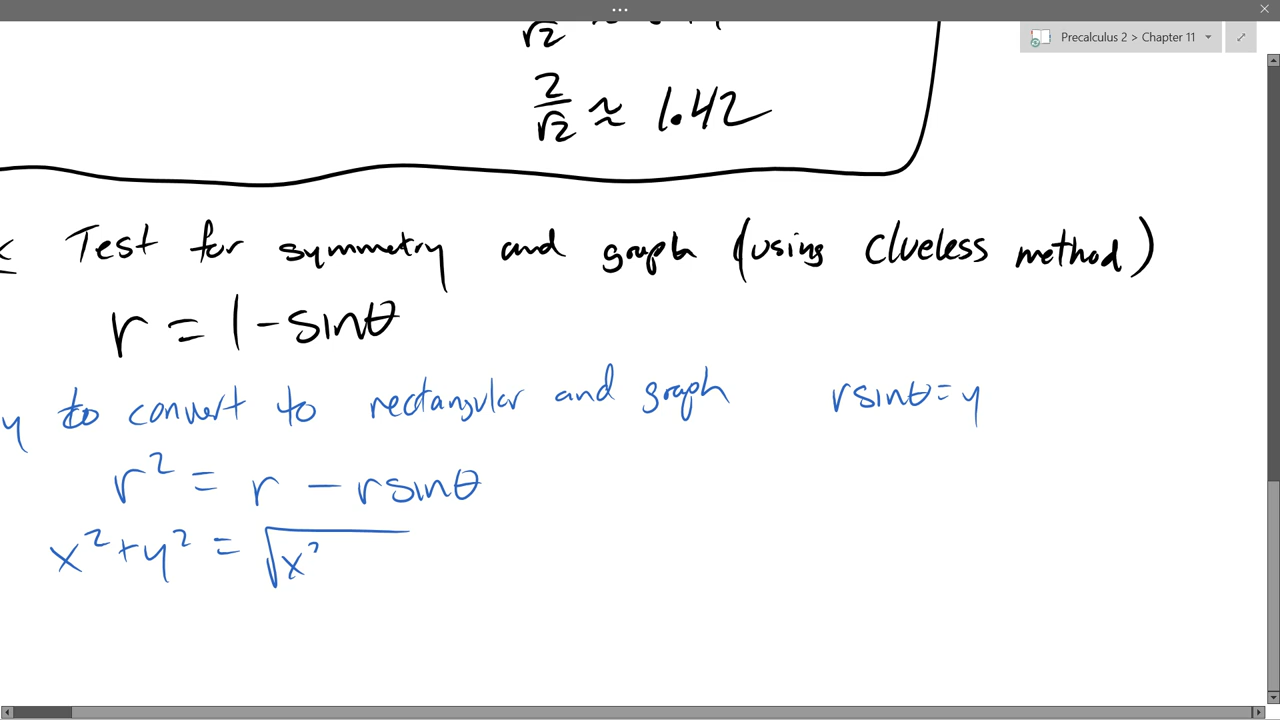 Precalculus 2 > Chapter 11
√2
2/√2 ≈ 1.42
Test for symmetry and graph (using Clueless method)
r = 1 - sinθ
y to convert to rectangular and graph rsinθ = y
r² = r - rsinθ
x² + y² = √x²